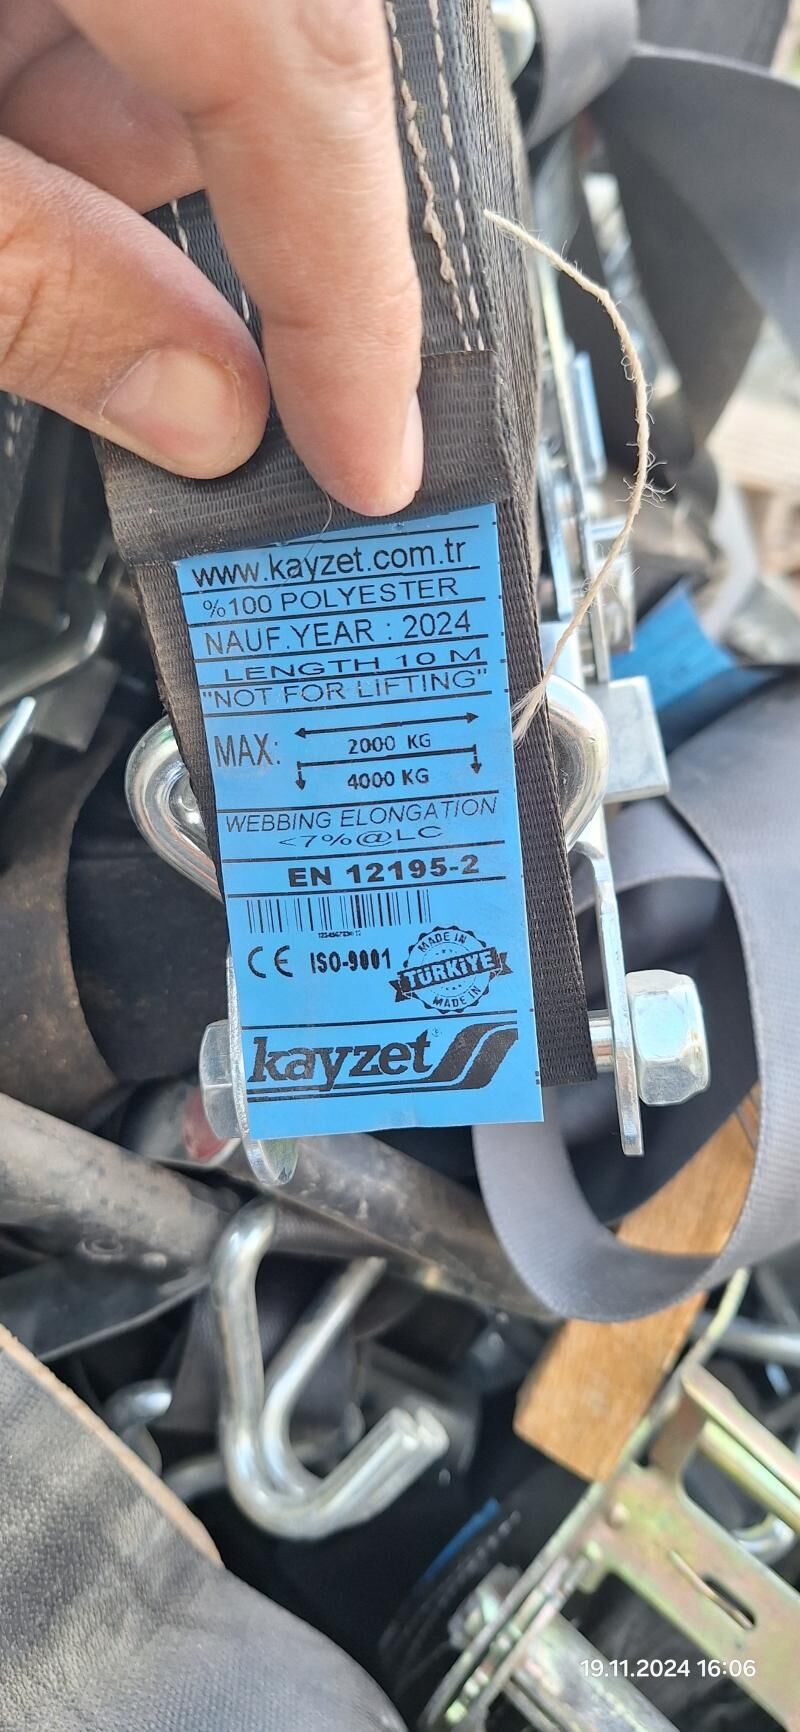 www.kayzet.com.tr
%100 POLYESTER
NAUF.YEAR : 2024
LENGTH 10 M
"NOT FOR LIFTING"
MAX:
2000 KG
4000 KG
WEBBING ELONGATION
<7%@LC
EN 12195-2
CE ISO-9001
MADE IN
TÜRKİYE
MADE IN
kayzet
19.11.2024 16:06